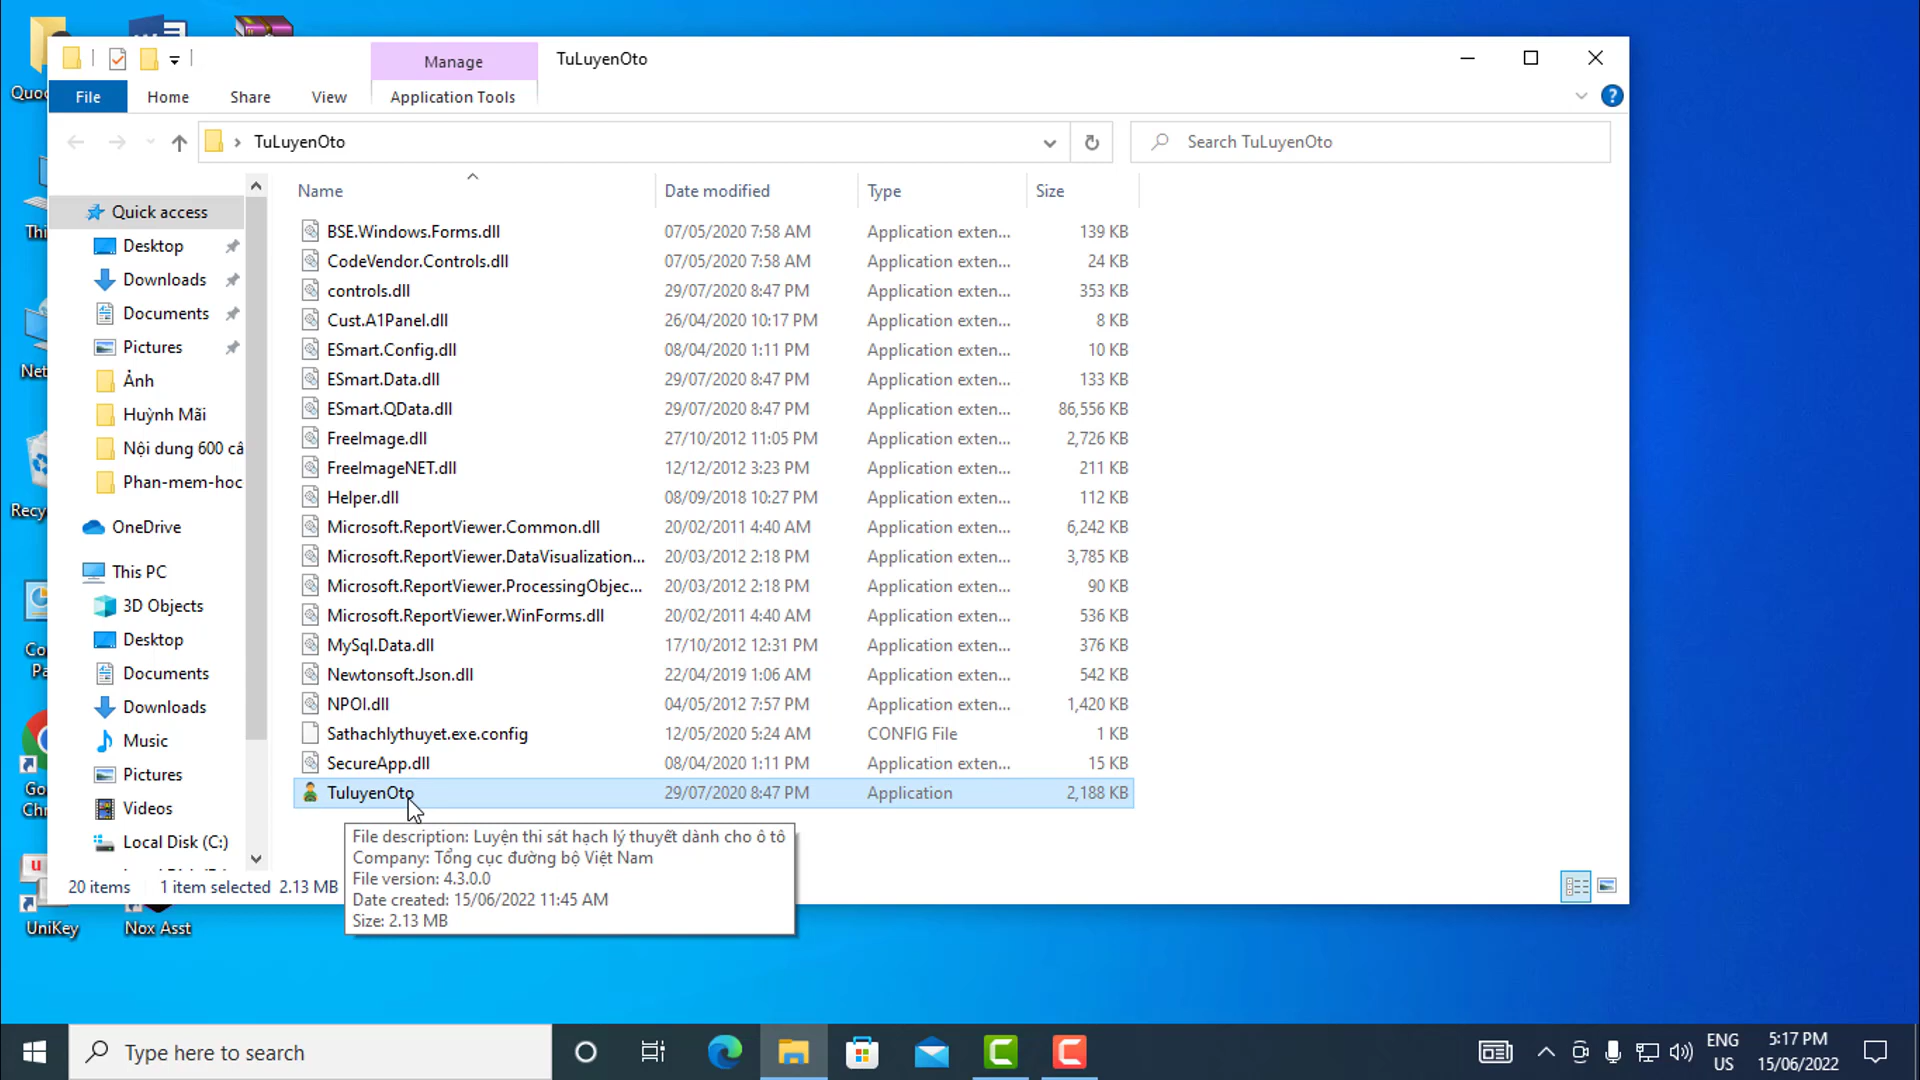 Manage
TuLuyenOto
File
Home
Share
View
Application Tools
TuLuyenOto
Search TuLuyenOto
Name
Date modified
Type
Size
Quick access
Desktop
Downloads
Documents
Pictures
Ảnh
Huỳnh Mãi
Nội dung 600 câ
Phan-mem-hoc
OneDrive
This PC
3D Objects
Desktop
Documents
Downloads
Music
Pictures
Videos
Local Disk (C:)
BSE.Windows.Forms.dll 07/05/2020 7:58 AM Application exten... 139 KB
CodeVendor.Controls.dll 07/05/2020 7:58 AM Application exten... 24 KB
controls.dll 29/07/2020 8:47 PM Application exten... 353 KB
Cust.A1Panel.dll 26/04/2020 10:17 PM Application exten... 8 KB
ESmart.Config.dll 08/04/2020 1:11 PM Application exten... 10 KB
ESmart.Data.dll 29/07/2020 8:47 PM Application exten... 133 KB
ESmart.QData.dll 29/07/2020 8:47 PM Application exten... 86,556 KB
FreeImage.dll 27/10/2012 11:05 PM Application exten... 2,726 KB
FreeImageNET.dll 12/12/2012 3:23 PM Application exten... 211 KB
Helper.dll 08/09/2018 10:27 PM Application exten... 112 KB
Microsoft.ReportViewer.Common.dll 20/02/2011 4:40 AM Application exten... 6,242 KB
Microsoft.ReportViewer.DataVisualization... 20/03/2012 2:18 PM Application exten... 3,785 KB
Microsoft.ReportViewer.ProcessingObjec... 20/03/2012 2:18 PM Application exten... 90 KB
Microsoft.ReportViewer.WinForms.dll 20/02/2011 4:40 AM Application exten... 536 KB
MySql.Data.dll 17/10/2012 12:31 PM Application exten... 376 KB
Newtonsoft.Json.dll 22/04/2019 1:06 AM Application exten... 542 KB
NPOI.dll 04/05/2012 7:57 PM Application exten... 1,420 KB
Sathachlythuyet.exe.config 12/05/2020 5:24 AM CONFIG File 1 KB
SecureApp.dll 08/04/2020 1:11 PM Application exten... 15 KB
TuluyenOto 29/07/2020 8:47 PM Application 2,188 KB
File description: Luyện thi sát hạch lý thuyết dành cho ô tô
Company: Tổng cục đường bộ Việt Nam
File version: 4.3.0.0
Date created: 15/06/2022 11:45 AM
Size: 2.13 MB
20 items 1 item selected 2.13 MB
Quo
Thi
Net
Recy
Co
Pa
Go
Chr
UniKey
Nox Asst
Type here to search
ENG
US
5:17 PM
15/06/2022